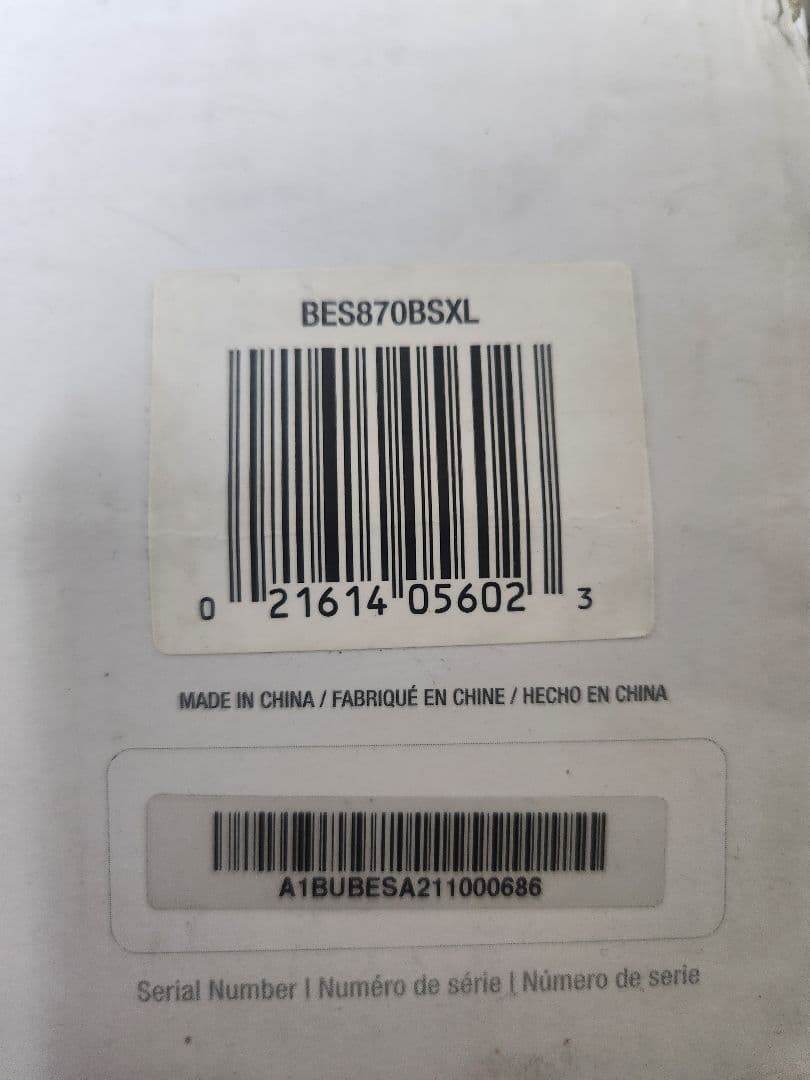 BES870BSXL
0 21614 05602 3
MADE IN CHINA / FABRIQUÉ EN CHINE / HECHO EN CHINA
A1BUBESA211000686
Serial Number | Numéro de série | Número de serie